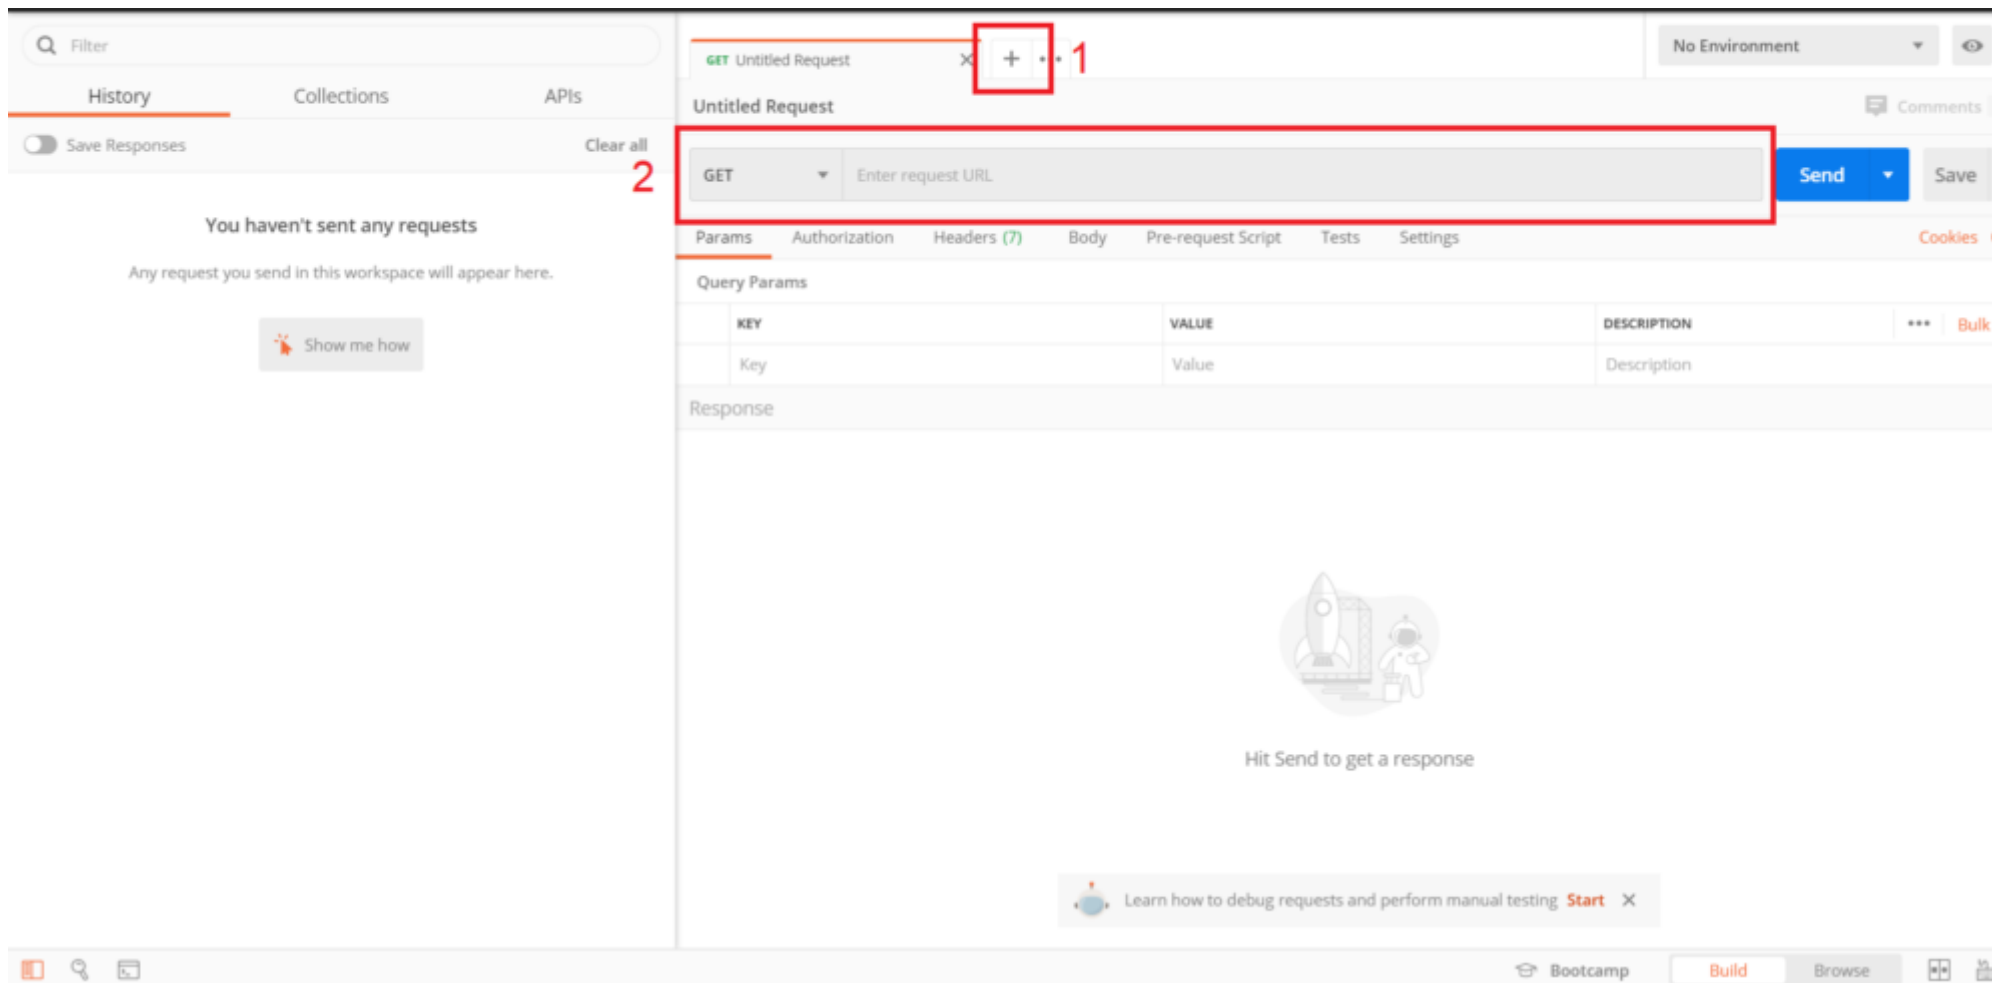 Filter
History Collections APIs
Save Responses Clear all
You haven't sent any requests
Any request you send in this workspace will appear here.
Show me how
GET Untitled Request
1
No Environment
Untitled Request
Comments
2
GET Enter request URL
Send Save
Params Authorization Headers (7) Body Pre-request Script Tests Settings
Cookies
Query Params
KEY VALUE DESCRIPTION Bulk
Key Value Description
Response
Hit Send to get a response
Learn how to debug requests and perform manual testing Start
Bootcamp Build Browse